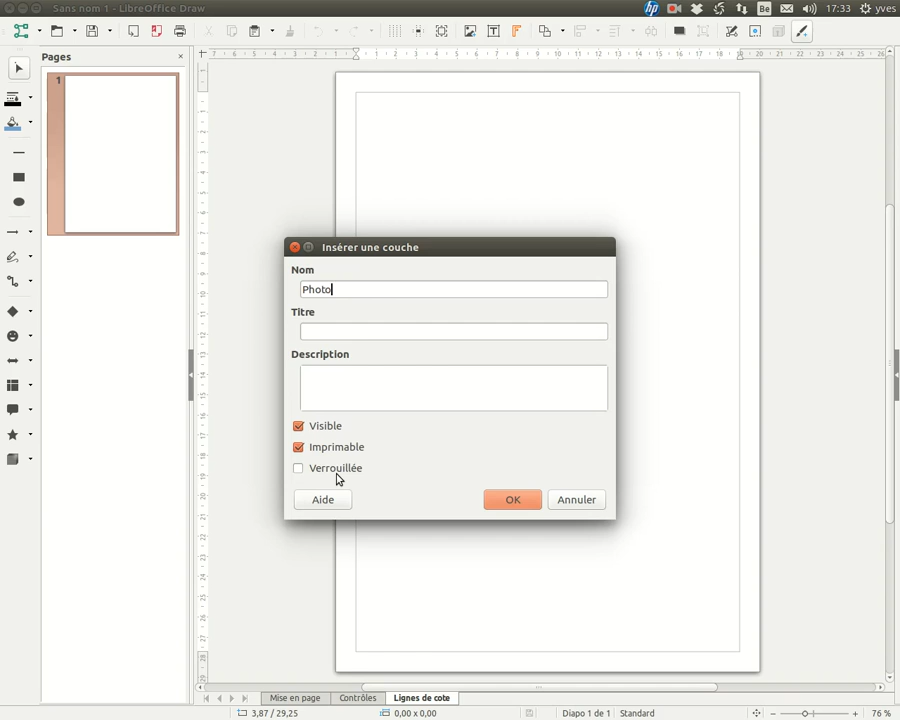 Sans nom 1 - LibreOffice Draw
Be
17:33
yves
Pages
1
Insérer une couche
Nom
Photo
Titre
Description
Visible
Imprimable
Verrouillée
Aide
OK
Annuler
Mise en page
Contrôles
Lignes de cote
3,87 / 29,25
0,00 x 0,00
Diapo 1 de 1
Standard
76 %